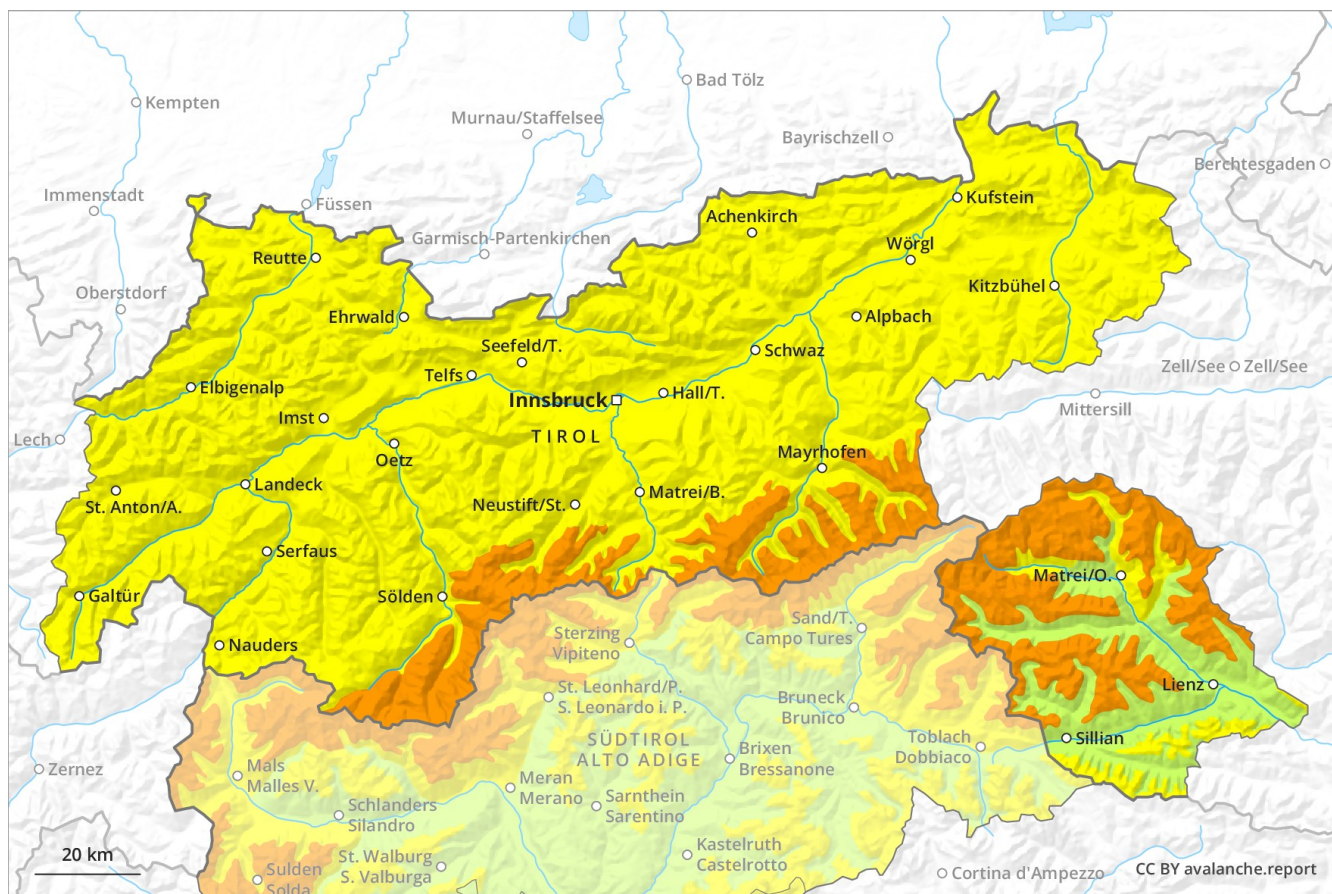 Bad Tölz
Kempten
Murnau/Staffelsee
Bayrischzell
Berchtesgaden
Immenstadt
Füssen
Kufstein
Achenkirch
Garmisch-Partenkirchen
Wörgl
Reutte
Oberstdorf
Kitzbühel
Ehrwald
Alpbach
Seefeld/T.
Schwaz
Telfs
Zell/See
Zell/See
Elbigenalp
Innsbruck
Hall/T.
Mittersill
Imst
TIROL
Lech
Oetz
Mayrhofen
Landeck
St. Anton/A.
Neustift/St.
Matrei/B.
Serfaus
Matrei/O.
Galtür
Sölden
Sand/T.
Campo Tures
Sterzing
Vipiteno
Nauders
St. Leonhard/P.
S. Leonardo i. P.
Bruneck
Brunico
Lienz
SÜDTIROL
ALTO ADIGE
Toblach
Dobbiaco
Sillian
Brixen
Bressanone
Zernez
Mals
Malles V.
Meran
Merano
Sarnthein
Sarentino
Schlanders
Silandro
Kastelruth
Castelrotto
20 km
St. Walburg
S. Valburga
Sulden
Solda
Cortina d'Ampezzo
CC BY avalanche.report